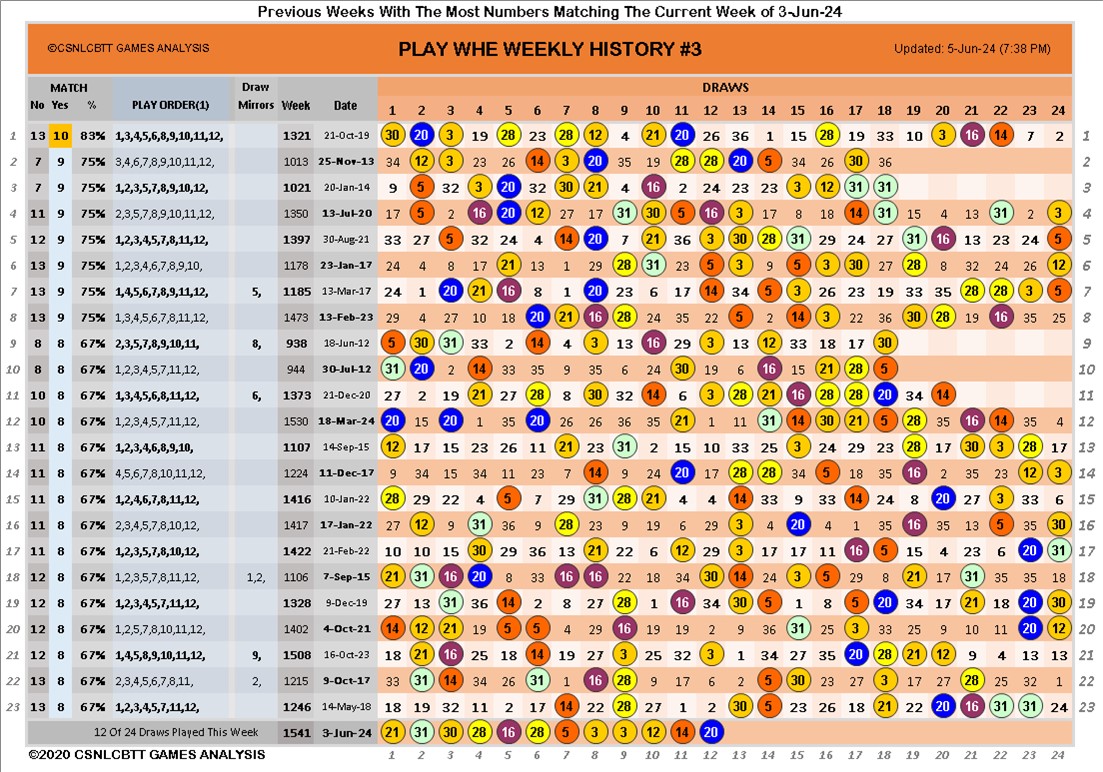 Previous Weeks With The Most Numbers Matching The Current Week of 3-Jun-24
©CSNLCBTT GAMES ANALYSIS PLAY WHE WEEKLY HISTORY #3 Updated: 5-Jun-24 (7:38 PM)
MATCH Draw DRAWS
No Yes % PLAY ORDER(1) Mirrors Week Date 1 2 3 4 5 6 7 8 9 10 11 12 13 14 15 16 17 18 19 20 21 22 23 24
1 13 10 83% 1,3,4,5,6,8,9,10,11,12, 1321 21-Oct-19 30 20 3 19 28 23 28 12 4 21 20 26 36 1 15 28 19 33 10 3 16 14 7 2 1
2 7 9 75% 3,4,6,7,8,9,10,11,12, 1013 25-Nov-13 34 12 3 23 26 14 3 20 35 19 28 28 20 14 34 26 30 36 2
3 7 9 75% 1,2,3,5,7,8,9,10,12, 1021 20-Jan-14 9 5 32 3 20 32 30 21 4 16 2 24 23 23 3 12 31 31 3
4 11 9 75% 2,3,5,7,8,9,10,11,12, 1350 13-Jul-20 17 5 2 16 20 12 27 17 31 30 5 16 3 17 8 18 14 31 15 4 13 31 2 3 4
5 12 9 75% 1,2,3,4,5,7,8,11,12, 1397 30-Aug-21 33 27 5 32 24 4 14 20 7 21 36 3 30 28 31 29 24 27 31 16 13 23 24 5 5
6 13 9 75% 1,2,3,4,6,7,8,9,10, 1178 23-Jan-17 24 4 8 17 21 13 1 29 28 31 23 5 3 9 5 3 30 27 28 8 32 24 26 12 6
7 13 9 75% 1,4,5,6,7,8,9,11,12, 5, 1185 13-Mar-17 24 1 20 21 16 8 1 20 23 6 17 14 34 5 3 26 23 19 33 35 28 28 3 5 7
8 13 9 75% 1,3,4,5,6,7,8,11,12, 1473 13-Feb-23 29 4 27 10 18 20 21 16 28 24 35 22 5 2 14 3 22 36 30 28 19 16 35 25 8
9 8 8 67% 2,3,5,7,8,9,10,11, 8, 938 18-Jun-12 5 30 31 33 2 14 4 3 13 16 29 3 14 12 33 18 17 30 9
10 8 8 67% 1,2,3,4,5,7,11,12, 944 30-Jul-12 31 20 2 14 33 35 9 35 6 24 30 19 6 16 15 21 28 5 10
11 10 8 67% 1,3,4,5,6,8,11,12, 6, 1373 21-Dec-20 27 2 19 21 27 28 8 30 32 14 6 3 28 21 16 28 28 20 34 14 11
12 10 8 67% 1,2,3,4,5,7,11,12, 1530 18-Mar-24 20 15 20 1 35 20 26 26 36 2 21 1 11 31 14 30 21 5 28 35 16 14 35 4 12
13 11 8 67% 1,2,3,4,6,8,9,10, 1107 14-Sep-15 12 17 15 23 26 11 21 23 31 2 15 10 33 25 3 24 29 23 28 17 30 3 28 17 13
14 11 8 67% 4,5,6,7,8,10,11,12, 1224 11-Dec-17 9 34 15 34 11 23 7 14 9 24 20 17 28 28 34 5 18 34 16 2 35 23 12 3 14
15 11 8 67% 1,2,4,6,7,8,11,12, 1416 10-Jan-22 28 29 22 4 5 7 29 31 28 21 4 4 14 33 9 33 14 24 8 20 27 3 33 6 15
16 11 8 67% 2,3,4,5,7,8,10,12, 1417 17-Jan-22 27 12 9 31 36 9 28 23 9 19 6 29 3 4 20 4 1 35 16 35 13 5 35 30 16
17 11 8 67% 1,2,3,5,7,8,10,12, 1422 21-Feb-22 10 10 15 30 29 36 13 21 22 6 12 29 3 17 17 11 16 5 15 4 23 6 20 31 17
18 12 8 67% 1,2,3,5,7,8,11,12, 1,2, 1106 7-Sep-15 21 31 16 20 8 33 16 16 22 18 34 30 14 24 3 5 29 8 21 17 31 35 35 18 18
19 12 8 67% 1,2,3,4,5,7,11,12, 1328 9-Dec-19 27 13 31 36 14 2 8 27 28 1 16 34 30 5 1 8 5 20 34 17 21 18 20 30 19
20 12 8 67% 1,2,5,7,8,10,11,12, 1402 4-Oct-21 14 12 21 19 5 5 4 29 16 19 19 2 9 36 31 25 3 33 25 9 10 11 20 12 20
21 12 8 67% 1,4,5,8,9,10,11,12, 9, 1508 16-Oct-23 18 21 16 25 18 14 19 27 3 25 32 3 1 34 27 35 20 28 21 12 9 4 13 13 21
22 13 8 67% 2,3,4,5,6,7,8,11, 2, 1215 9-Oct-17 33 31 14 34 26 31 1 16 28 9 17 6 2 5 30 23 27 3 17 27 28 25 32 1 22
23 13 8 67% 1,2,3,4,5,7,11,12, 1246 14-May-18 18 19 32 11 2 17 14 22 28 27 1 2 30 5 23 26 18 21 22 20 16 31 31 24 23
12 Of 24 Draws Played This Week 1541 3-Jun-24 21 31 30 28 16 28 5 3 3 12 14 20
©2020 CSNLCBTT GAMES ANALYSIS 1 2 3 4 5 6 7 8 9 10 11 12 13 14 15 16 17 18 19 20 21 22 23 24